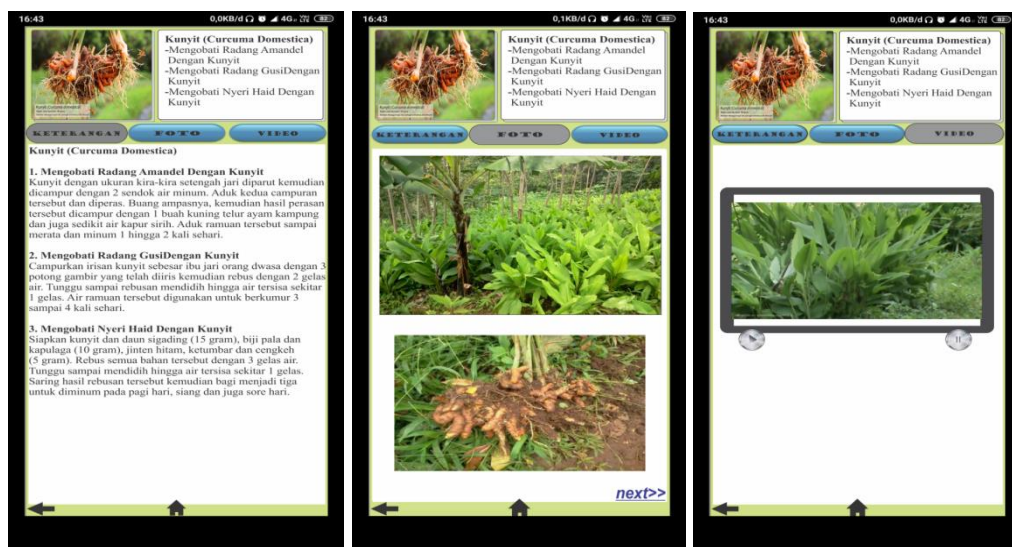 16:43
0,0KB/d 4G 82
Kunyit (Curcuma Domestica)
-Mengobati Radang Amandel
Dengan Kunyit
-Mengobati Radang GusiDengan
Kunyit
-Mengobati Nyeri Haid Dengan
Kunyit
KETERANGAN FOTO VIDEO
Kunyit (Curcuma Domestica)
1. Mengobati Radang Amandel Dengan Kunyit
Kunyit dengan ukuran kira-kira setengah jari diparut kemudian
dicampur dengan 2 sendok air minum. Aduk kedua campuran
tersebut dan diperas. Buang ampasnya, kemudian hasil perasan
tersebut dicampur dengan 1 buah kuning telur ayam kampung
dan juga sedikit air kapur sirih. Aduk ramuan tersebut sampai
merata dan minum 1 hingga 2 kali sehari.
2. Mengobati Radang GusiDengan Kunyit
Campurkan irisan kunyit sebesar ibu jari orang dwasa dengan 3
potong gambir yang telah diiris kemudian rebus dengan 2 gelas
air. Tunggu sampai rebusan mendidih hingga air tersisa sekitar
1 gelas. Air ramuan tersebut digunakan untuk berkumur 3
sampai 4 kali sehari.
3. Mengobati Nyeri Haid Dengan Kunyit
Siapkan kunyit dan daun sigading (15 gram), biji pala dan
kapulaga (10 gram), jinten hitam, ketumbar dan cengkeh
(5 gram). Rebus semua bahan tersebut dengan 3 gelas air.
Tunggu sampai mendidih hingga air tersisa sekitar 1 gelas.
Saring hasil rebusan tersebut kemudian bagi menjadi tiga
untuk diminum pada pagi hari, siang dan juga sore hari.
16:43
0,1KB/d 4G 82
Kunyit (Curcuma Domestica)
-Mengobati Radang Amandel
Dengan Kunyit
-Mengobati Radang GusiDengan
Kunyit
-Mengobati Nyeri Haid Dengan
Kunyit
KETERANGAN FOTO VIDEO
next>>
16:43
0,0KB/d 4G 82
Kunyit (Curcuma Domestica)
-Mengobati Radang Amandel
Dengan Kunyit
-Mengobati Radang GusiDengan
Kunyit
-Mengobati Nyeri Haid Dengan
Kunyit
KETERANGAN FOTO VIDEO